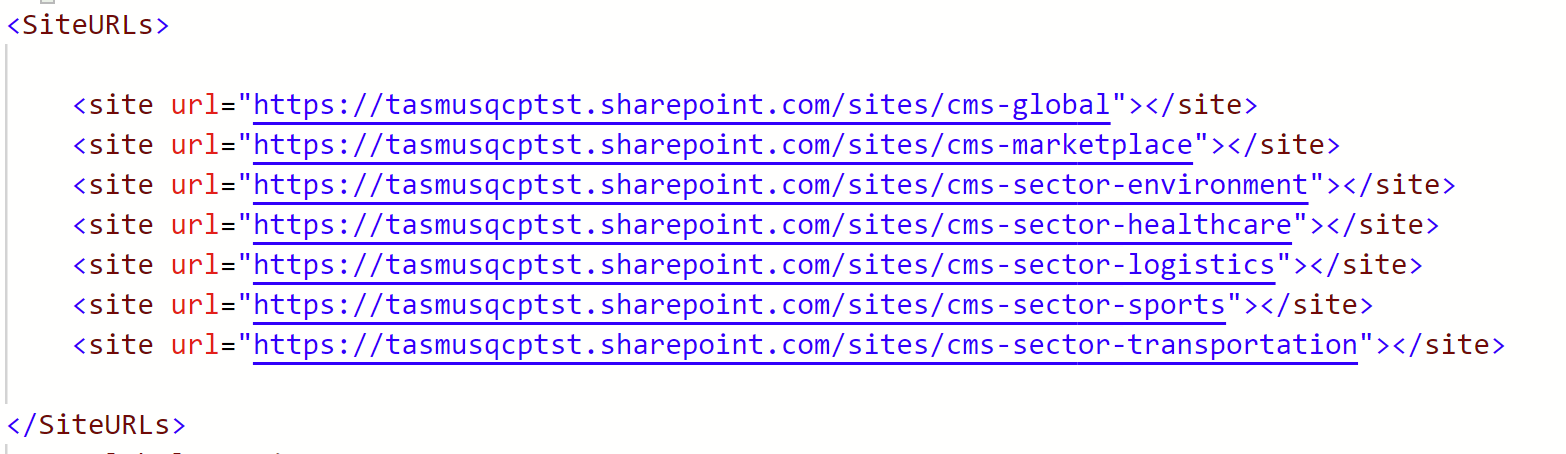 <SiteURLs>
<site url="https://tasmusqcptst.sharepoint.com/sites/cms-global"></site>
<site url="https://tasmusqcptst.sharepoint.com/sites/cms-marketplace"></site>
<site url="https://tasmusqcptst.sharepoint.com/sites/cms-sector-environment"></site>
<site url="https://tasmusqcptst.sharepoint.com/sites/cms-sector-healthcare"></site>
<site url="https://tasmusqcptst.sharepoint.com/sites/cms-sector-logistics"></site>
<site url="https://tasmusqcptst.sharepoint.com/sites/cms-sector-sports"></site>
<site url="https://tasmusqcptst.sharepoint.com/sites/cms-sector-transportation"></site>
</SiteURLs>